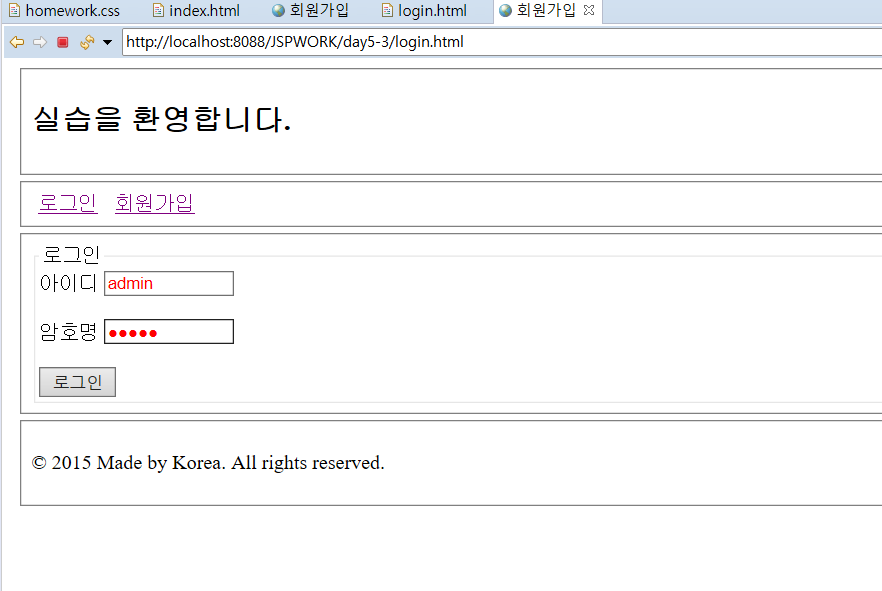 homework.css index.html 회원가입 login.html 회원가입
http://localhost:8088/JSPWORK/day5-3/login.html
실습을 환영합니다.
로그인 회원가입
로그인
아이디 admin
암호명 ●●●●●
로그인
© 2015 Made by Korea. All rights reserved.